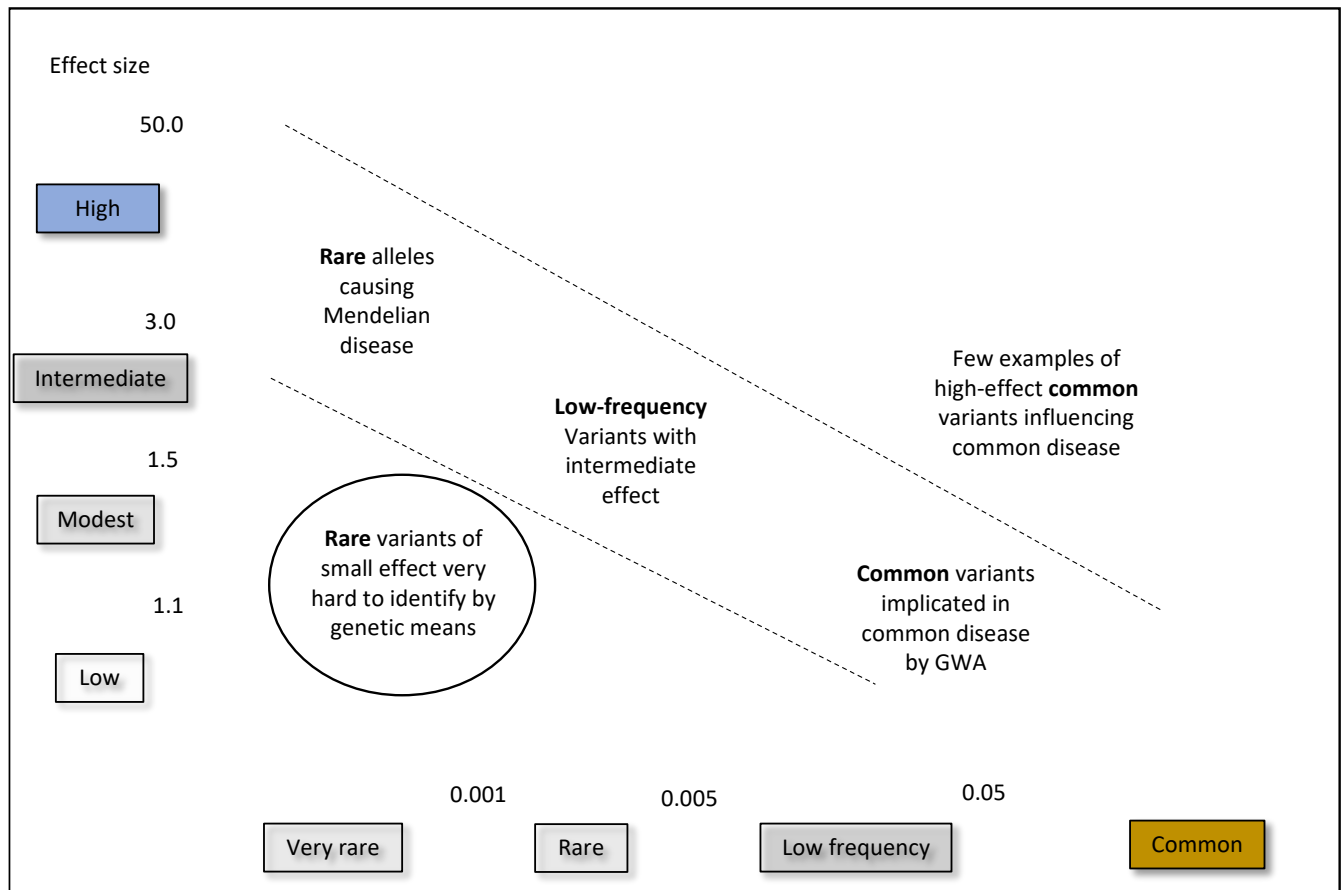 Effect size
50.0
High
Rare alleles
causing
Mendelian
disease
3.0
Intermediate
Few examples of
high-effect common
variants influencing
common disease
Low-frequency
Variants with
intermediate
effect
1.5
Modest
Rare variants of
small effect very
hard to identify by
genetic means
Common variants
implicated in
common disease
by GWA
1.1
Low
0.001
0.005
0.05
Very rare
Rare
Low frequency
Common